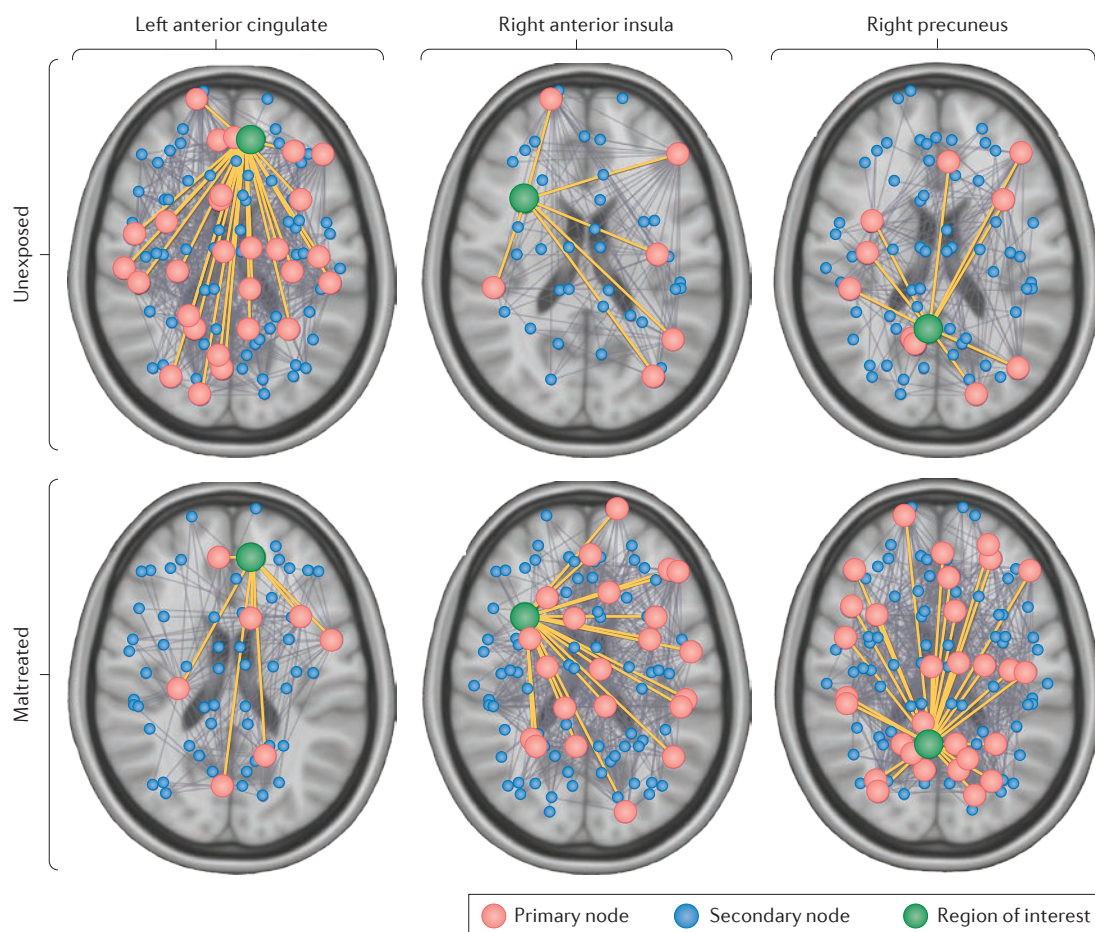 Left anterior cingulate
Right anterior insula
Right precuneus
Unexposed
Maltreated
Primary node
Secondary node
Region of interest